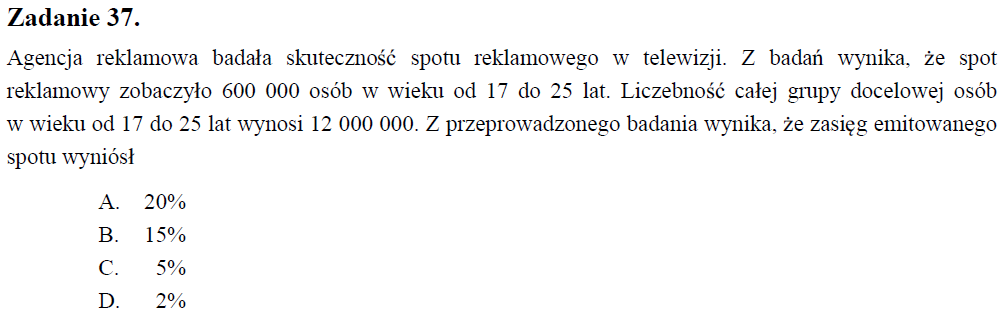 Zadanie 37.
Agencja reklamowa badała skuteczność spotu reklamowego w telewizji. Z badań wynika, że spot
reklamowy zobaczyło 600 000 osób w wieku od 17 do 25 lat. Liczebność całej grupy docelowej osób
w wieku od 17 do 25 lat wynosi 12 000 000. Z przeprowadzonego badania wynika, że zasięg emitowanego
spotu wyniósł
A. 20%
B. 15%
C. 5%
D. 2%